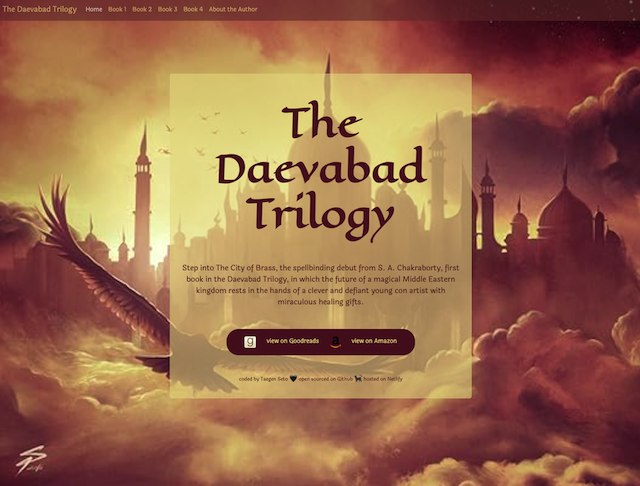 The Daevabad Trilogy Home Book 1 Book 2 Book 3 Book 4 About the Author
The
Daevabad
Trilogy
Step into The City of Brass, the spellbinding debut from S. A. Chakraborty, first
book in the Daevabad Trilogy, in which the future of a magical Middle Eastern
kingdom rests in the hands of a clever and defiant young con artist with
miraculous healing gifts.
g view on Goodreads a view on Amazon
coded by Taegen Sato open sourced on Github hosted on Netlify